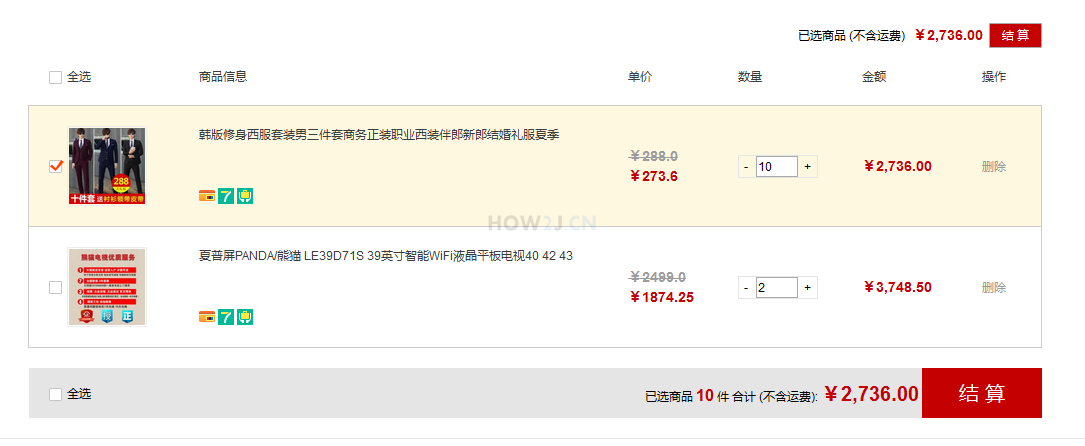 已选商品 (不含运费) ￥2,736.00 结 算
全选 商品信息 单价 数量 金额 操作
韩版修身西服套装男三件套商务正装职业西装伴郎新郎结婚礼服夏季
288
十件套 送衬衫领带皮带
7
￥288.0
￥273.6
- 10 +
￥2,736.00
删除
HOW2J.CN
夏普屏PANDA/熊猫 LE39D71S 39英寸智能WiFi液晶平板电视40 42 43
熊猫电视优质服务
7
￥2499.0
￥1874.25
- 2 +
￥3,748.50
删除
全选 已选商品 10 件 合计 (不含运费): ￥2,736.00 结 算